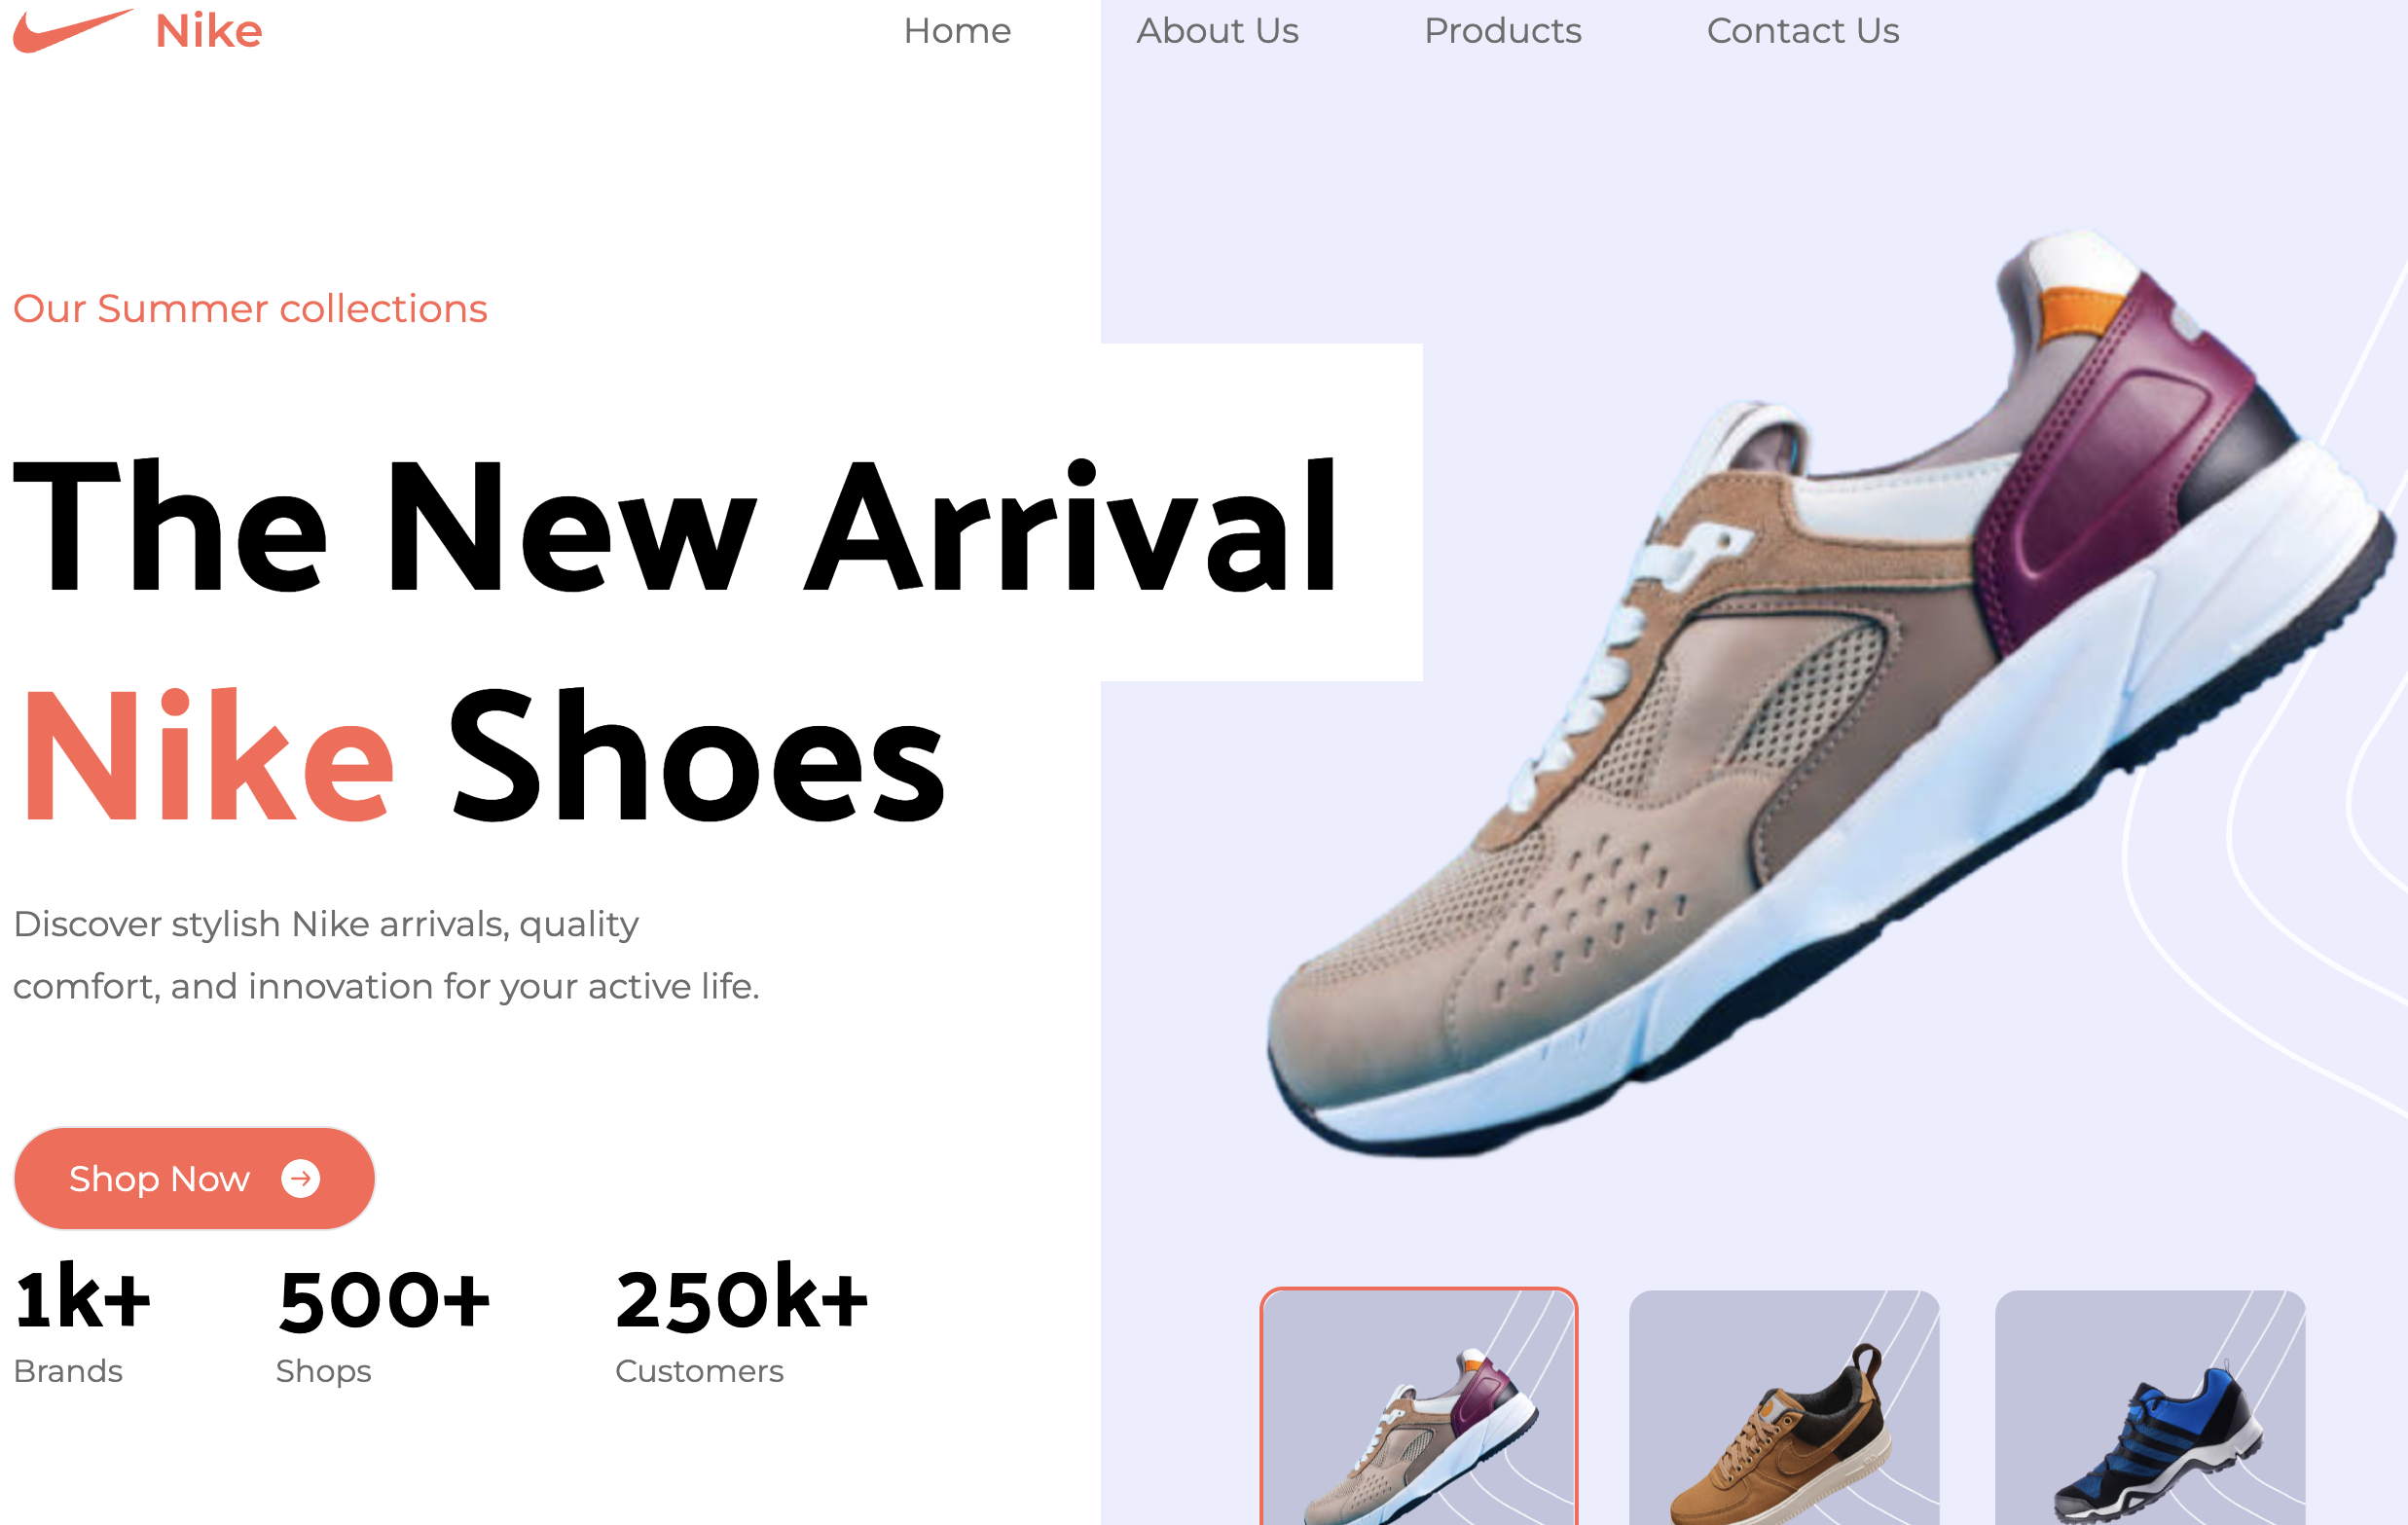 Nike
Home About Us Products Contact Us
Our Summer collections
The New Arrival
Nike Shoes
Discover stylish Nike arrivals, quality
comfort, and innovation for your active life.
Shop Now
1k+ 500+ 250k+
Brands Shops Customers